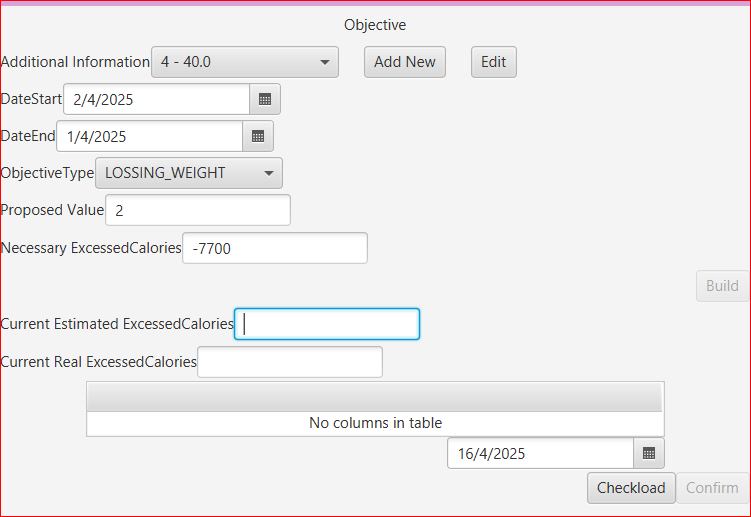 Objective
Additional Information 4 - 40.0 Add New Edit
DateStart 2/4/2025
DateEnd 1/4/2025
ObjectiveType LOSSING_WEIGHT
Proposed Value 2
Necessary ExcessedCalories -7700
Build
Current Estimated ExcessedCalories
Current Real ExcessedCalories
No columns in table
16/4/2025
Checkload Confirm